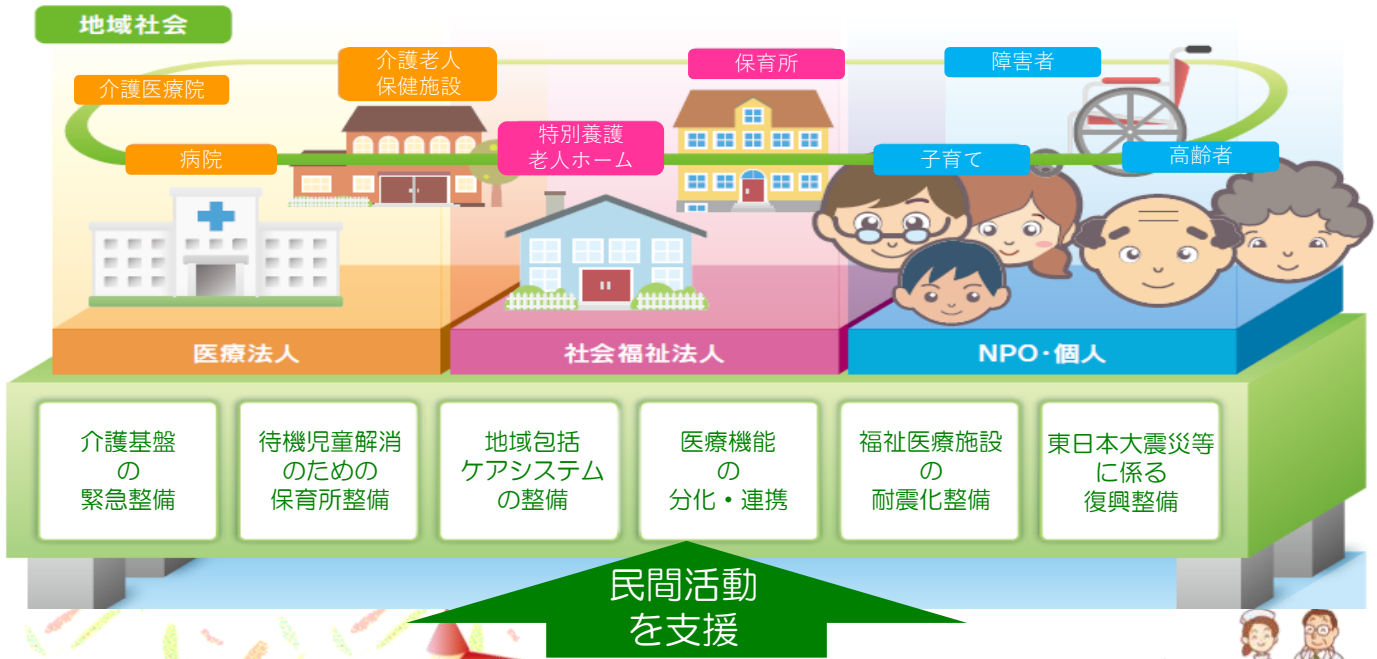 地域社会
介護医療院
介護老人
保健施設
保育所
障害者
病院
特別養護
老人ホーム
子育て
高齢者
医療法人
社会福祉法人
NPO・個人
介護基盤
の
緊急整備
待機児童解消
のための
保育所整備
地域包括
ケアシステム
の整備
医療機能
の
分化・連携
福祉医療施設
の
耐震化整備
東日本大震災等
に係る
復興整備
民間活動
を支援